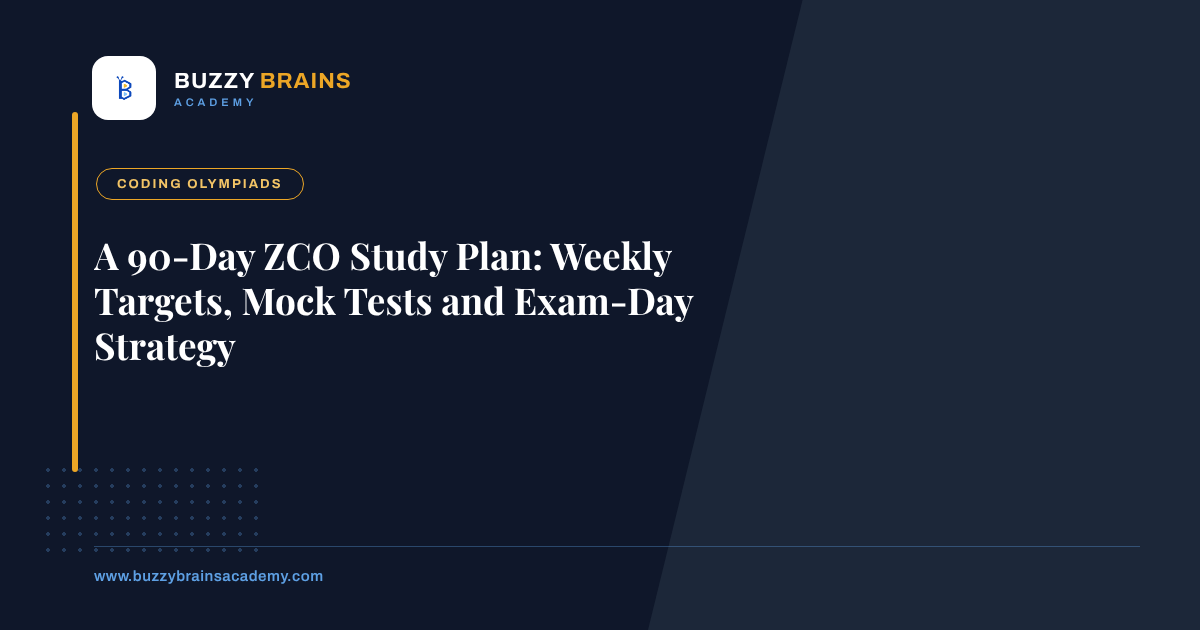 BUZZY BRAINS
ACADEMY
CODING OLYMPIADS
A 90-Day ZCO Study Plan: Weekly
Targets, Mock Tests and Exam-Day
Strategy
www.buzzybrainsacademy.com